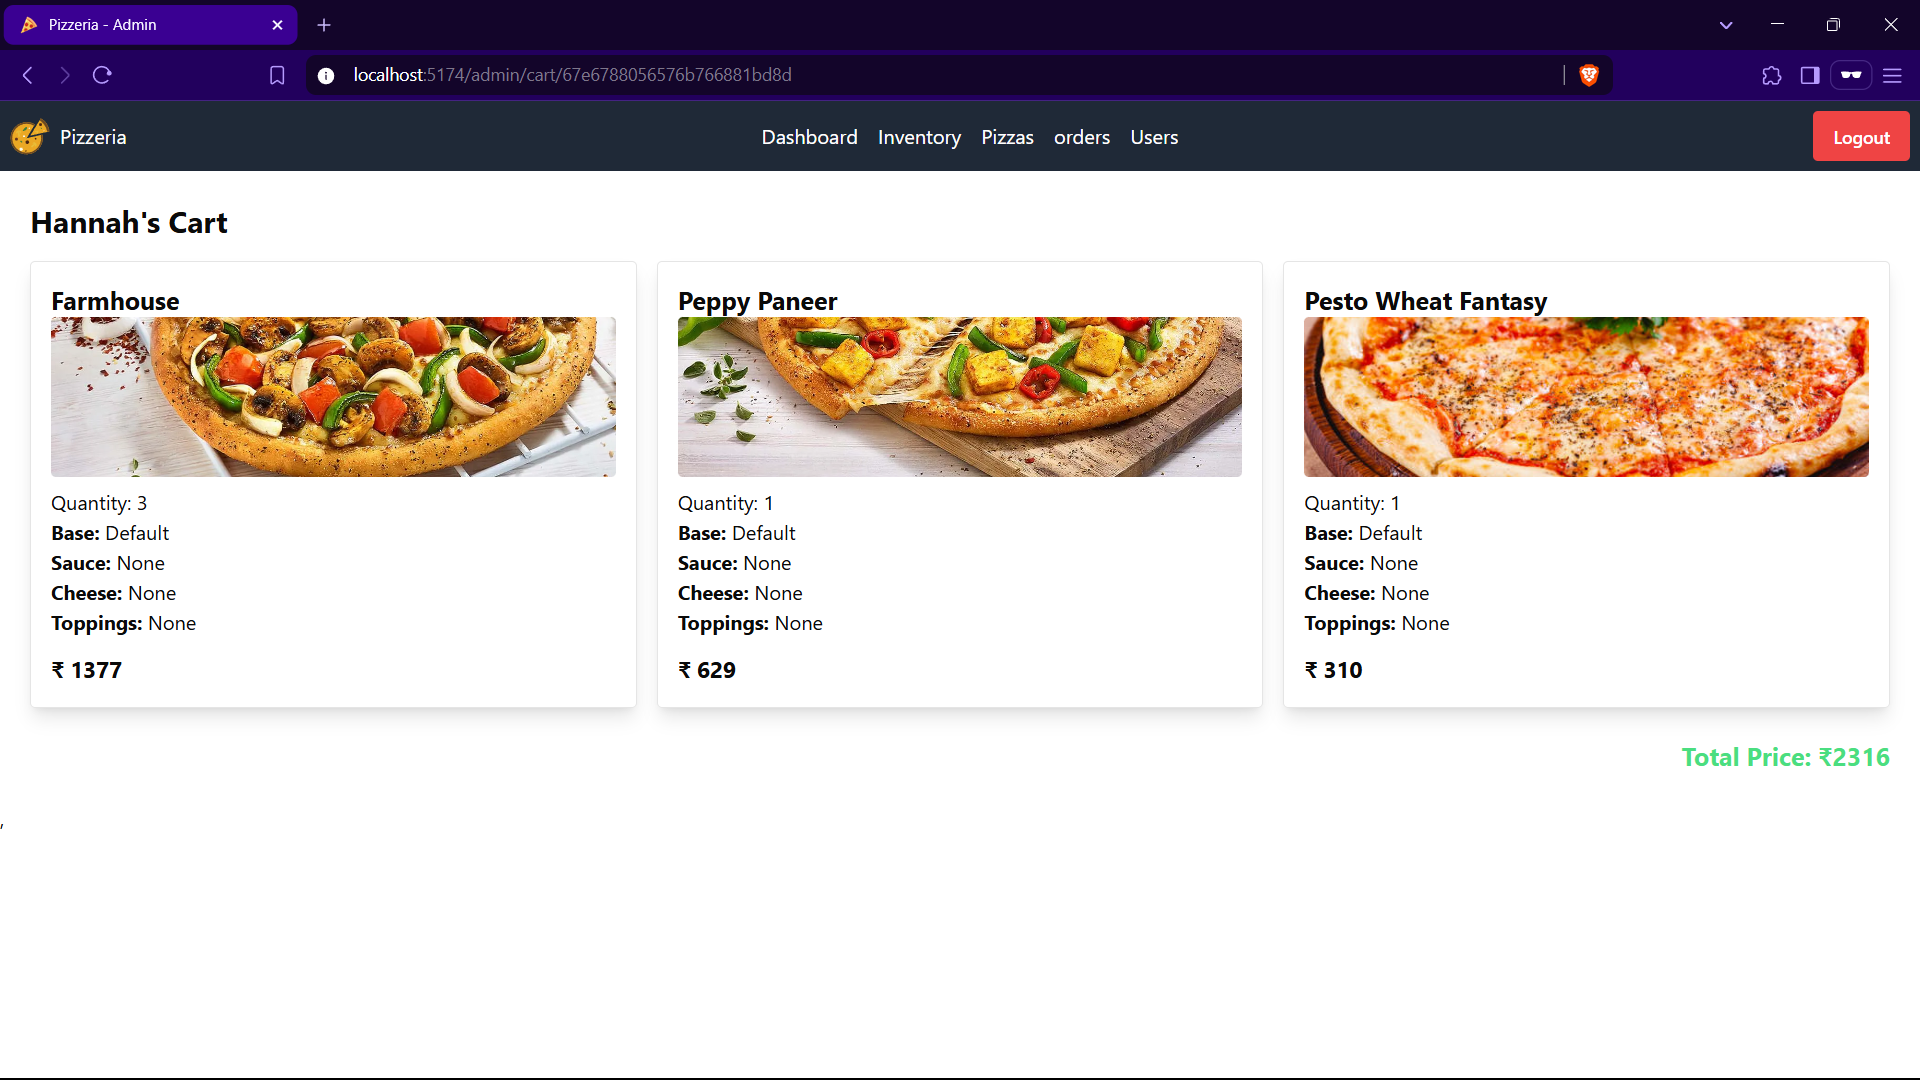 Pizzeria - Admin
localhost:5174/admin/cart/67e6788056576b766881bd8d
Pizzeria
Dashboard Inventory Pizzas orders Users
Logout
Hannah's Cart
Farmhouse
Quantity: 3
Base: Default
Sauce: None
Cheese: None
Toppings: None
₹ 1377
Peppy Paneer
Quantity: 1
Base: Default
Sauce: None
Cheese: None
Toppings: None
₹ 629
Pesto Wheat Fantasy
Quantity: 1
Base: Default
Sauce: None
Cheese: None
Toppings: None
₹ 310
Total Price: ₹2316
,